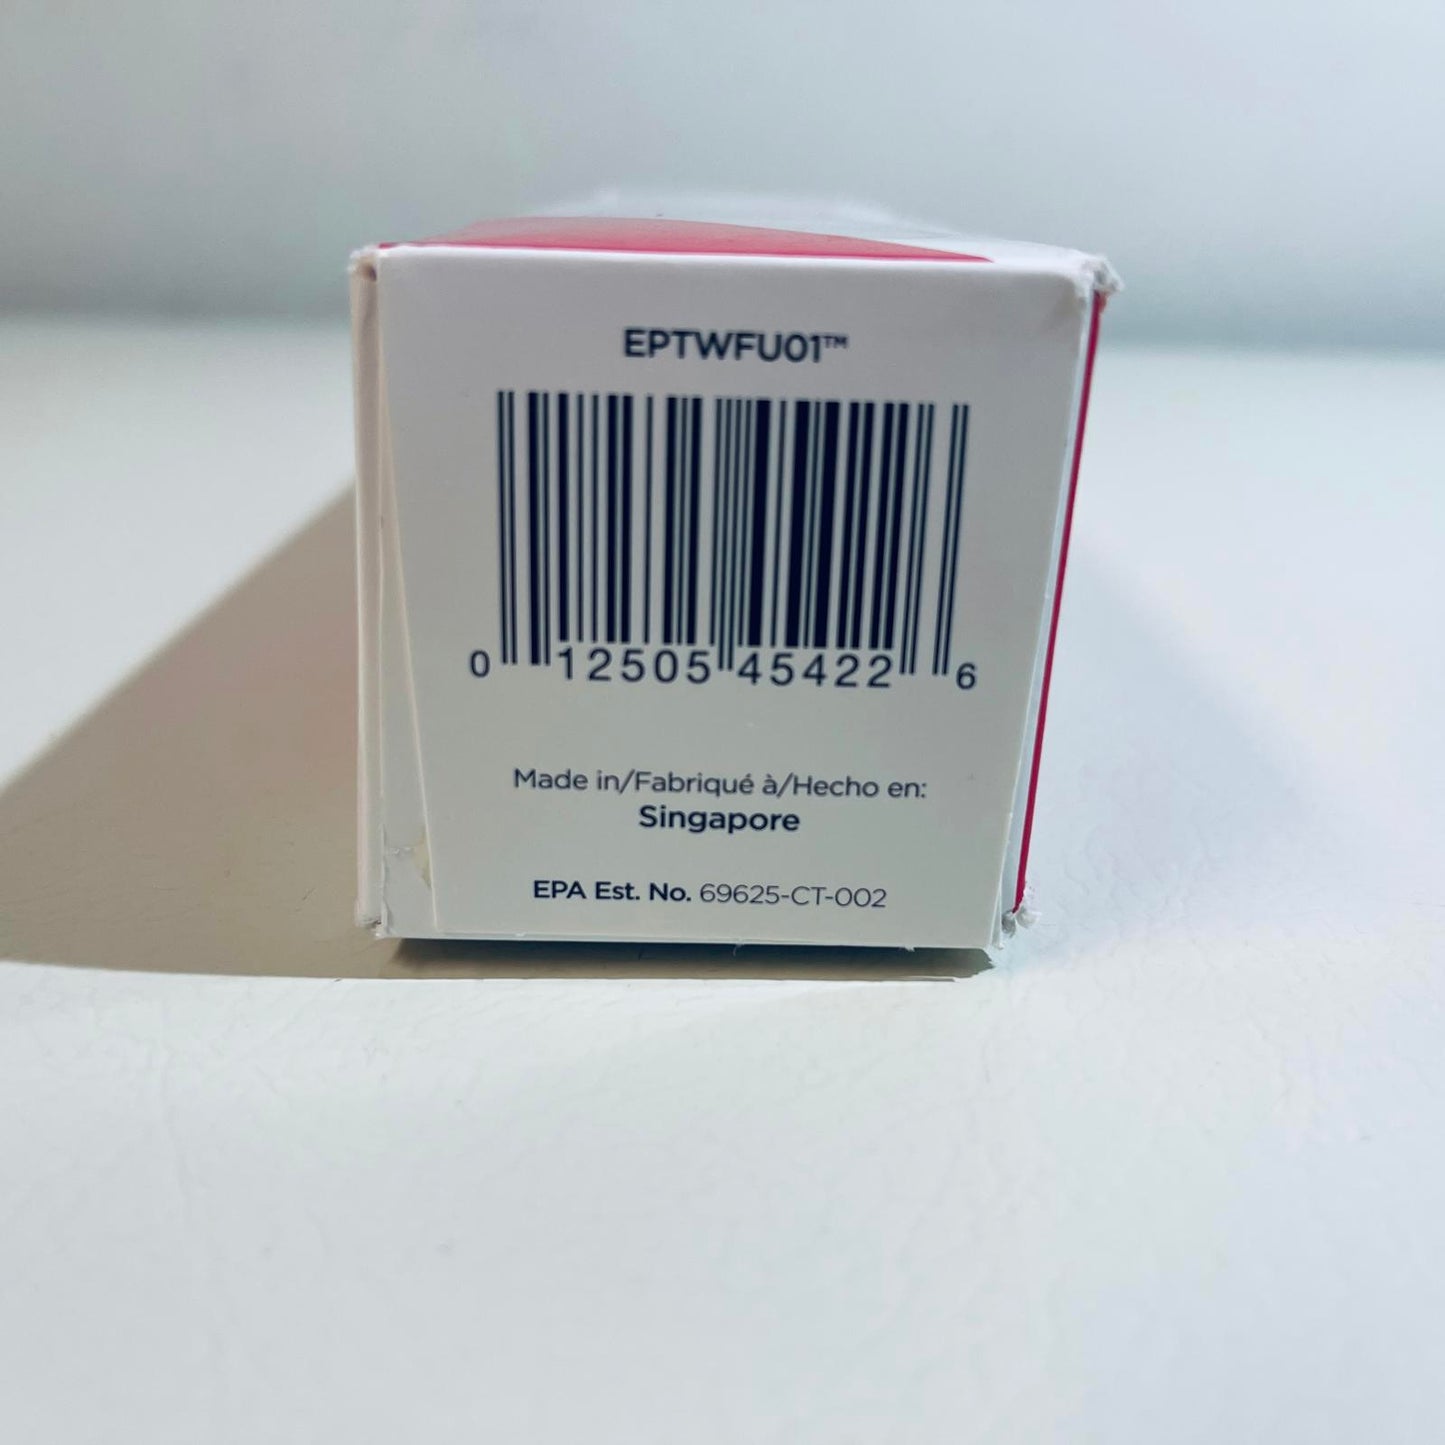 EPTWFU01™
0 12505 45422 6
Made in/Fabriqué à/Hecho en:
Singapore
EPA Est. No. 69625-CT-002